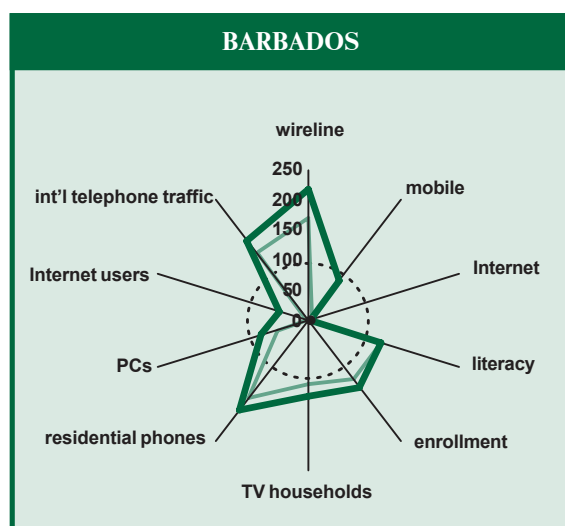 BARBADOS
wireline
250
200
150
100
50
0
mobile
Internet
literacy
enrollment
TV households
residential phones
PCs
Internet users
int'l telephone traffic